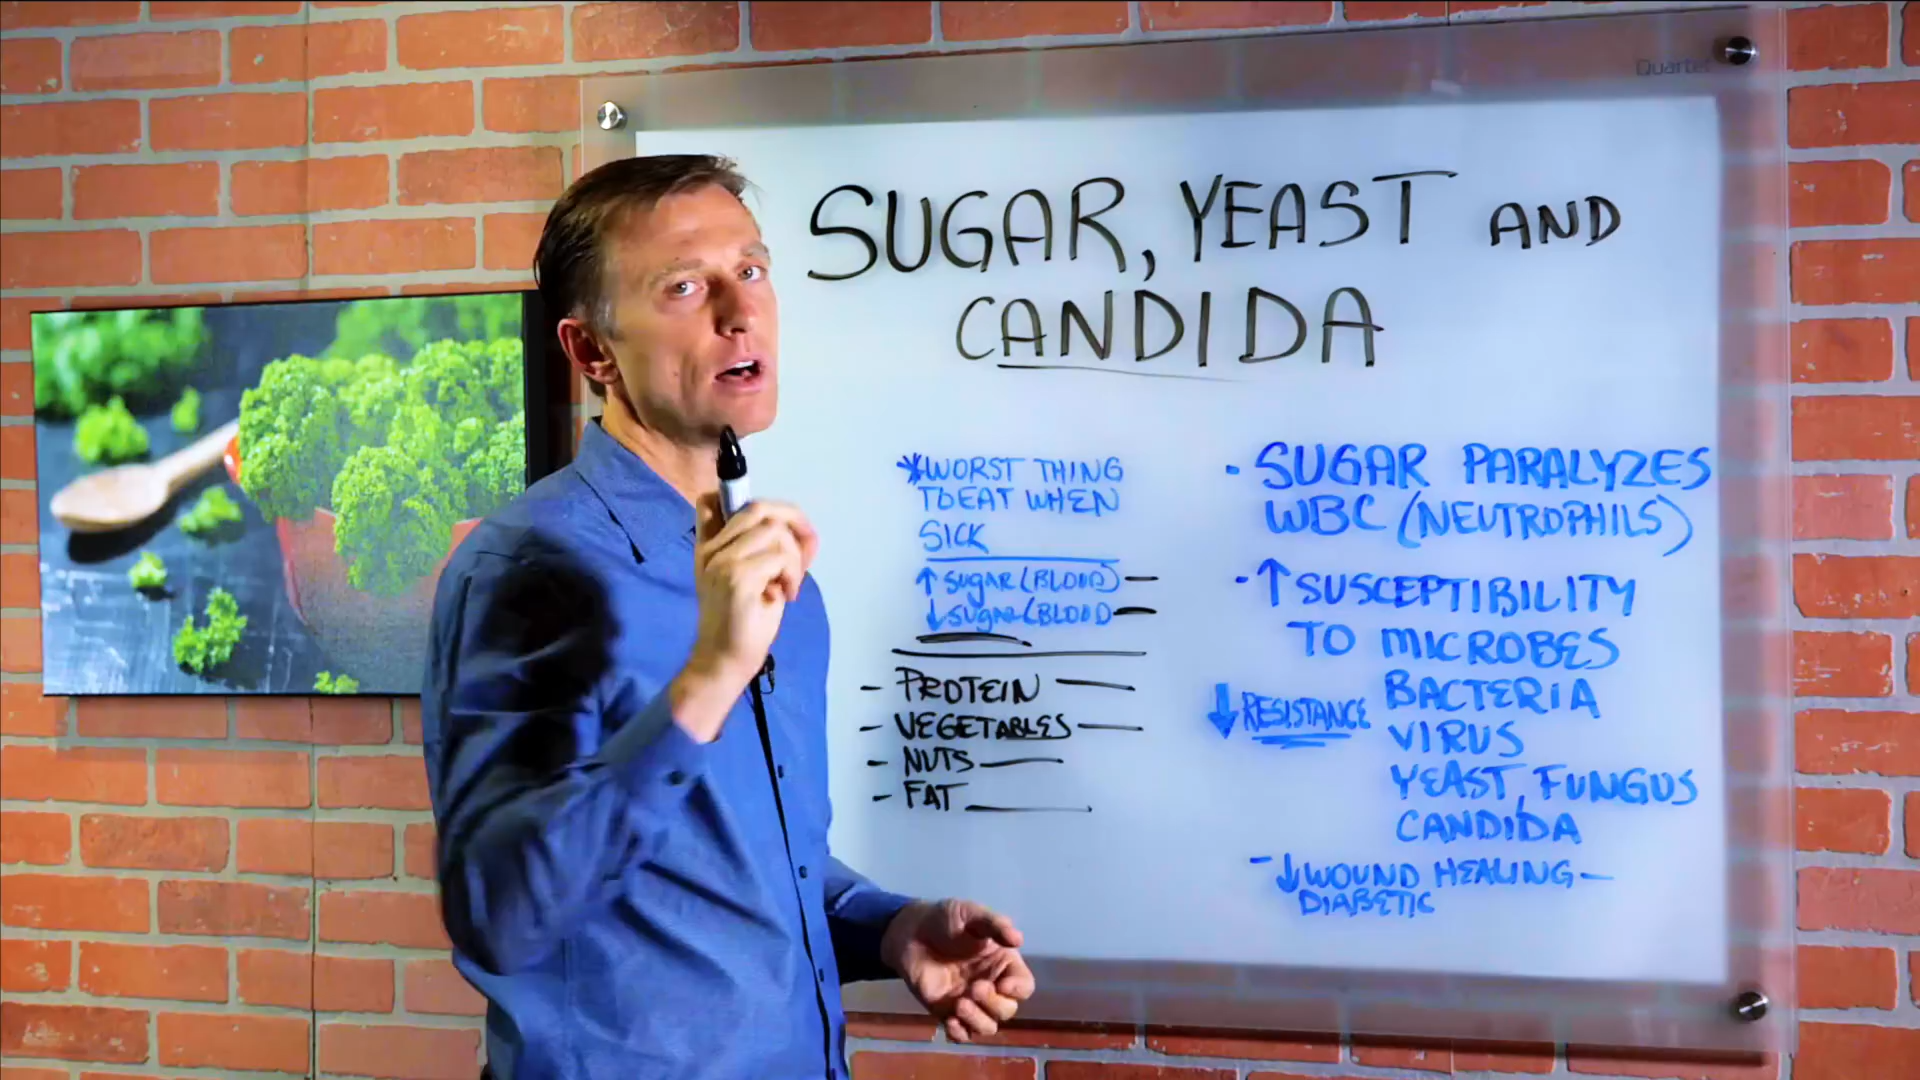 Quartet
SUGAR, YEAST AND
CANDIDA
*WORST THING
TO EAT WHEN
SICK
↑ SUGAR (BLOOD) —
↓ SUGAR (BLOOD —
- PROTEIN —
- VEGETABLES —
- NUTS —
- FAT —
• SUGAR PARALYZES
WBC (NEUTROPHILS)
• ↑ SUSCEPTIBILITY
TO MICROBES
↓ RESISTANCE
BACTERIA
VIRUS
YEAST, FUNGUS
CANDIDA
- ↓ WOUND HEALING —
DIABETIC